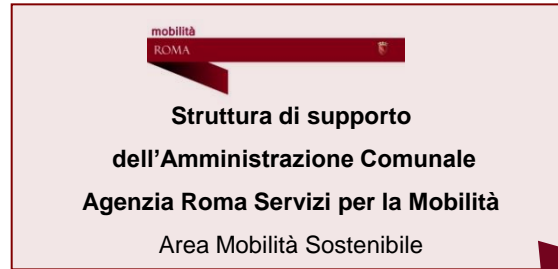 mobilità
ROMA
Struttura di supporto
dell'Amministrazione Comunale
Agenzia Roma Servizi per la Mobilità
Area Mobilità Sostenibile